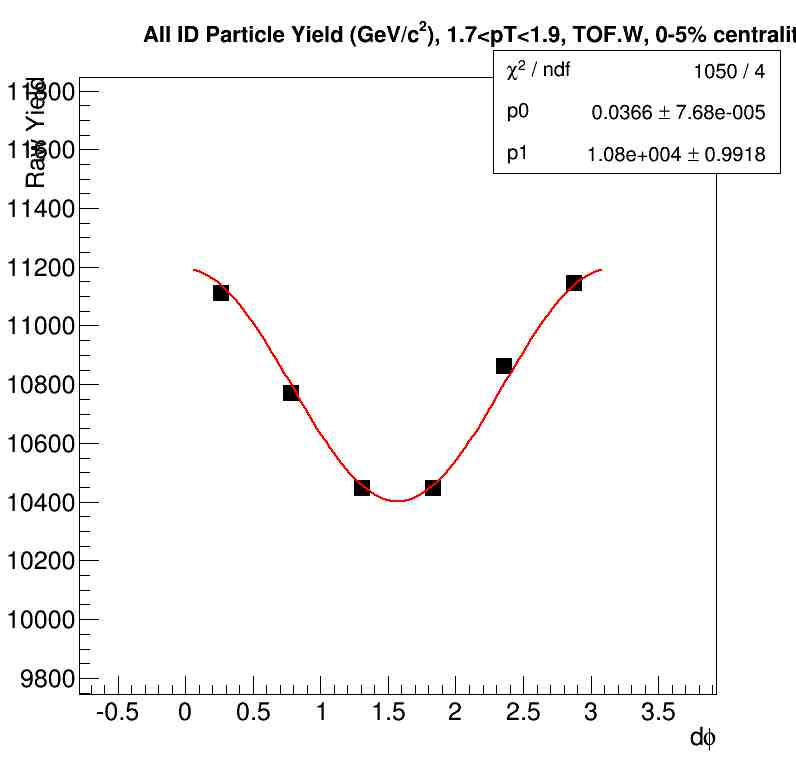 All ID Particle Yield (GeV/c²), 1.7<pT<1.9, TOF.W, 0-5% centralit
χ² / ndf 1050 / 4
p0 0.0366 ± 7.68e-005
p1 1.08e+004 ± 0.9918
Raw Yield
11800
11600
11400
11200
11000
10800
10600
10400
10200
10000
9800
-0.5 0 0.5 1 1.5 2 2.5 3 3.5
dϕ